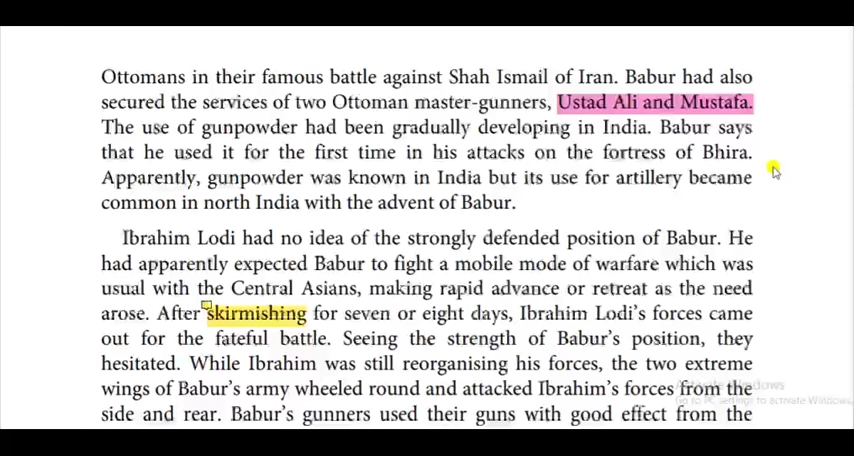 Ottomans in their famous battle against Shah Ismail of Iran. Babur had also
secured the services of two Ottoman master-gunners, Ustad Ali and Mustafa.
The use of gunpowder had been gradually developing in India. Babur says
that he used it for the first time in his attacks on the fortress of Bhira.
Apparently, gunpowder was known in India but its use for artillery became
common in north India with the advent of Babur.
Ibrahim Lodi had no idea of the strongly defended position of Babur. He
had apparently expected Babur to fight a mobile mode of warfare which was
usual with the Central Asians, making rapid advance or retreat as the need
arose. After skirmishing for seven or eight days, Ibrahim Lodi's forces came
out for the fateful battle. Seeing the strength of Babur's position, they
hesitated. While Ibrahim was still reorganising his forces, the two extreme
wings of Babur's army wheeled round and attacked Ibrahim's forces from the
side and rear. Babur's gunners used their guns with good effect from the
Activate Windows
Go to PC settings to activate Windows.